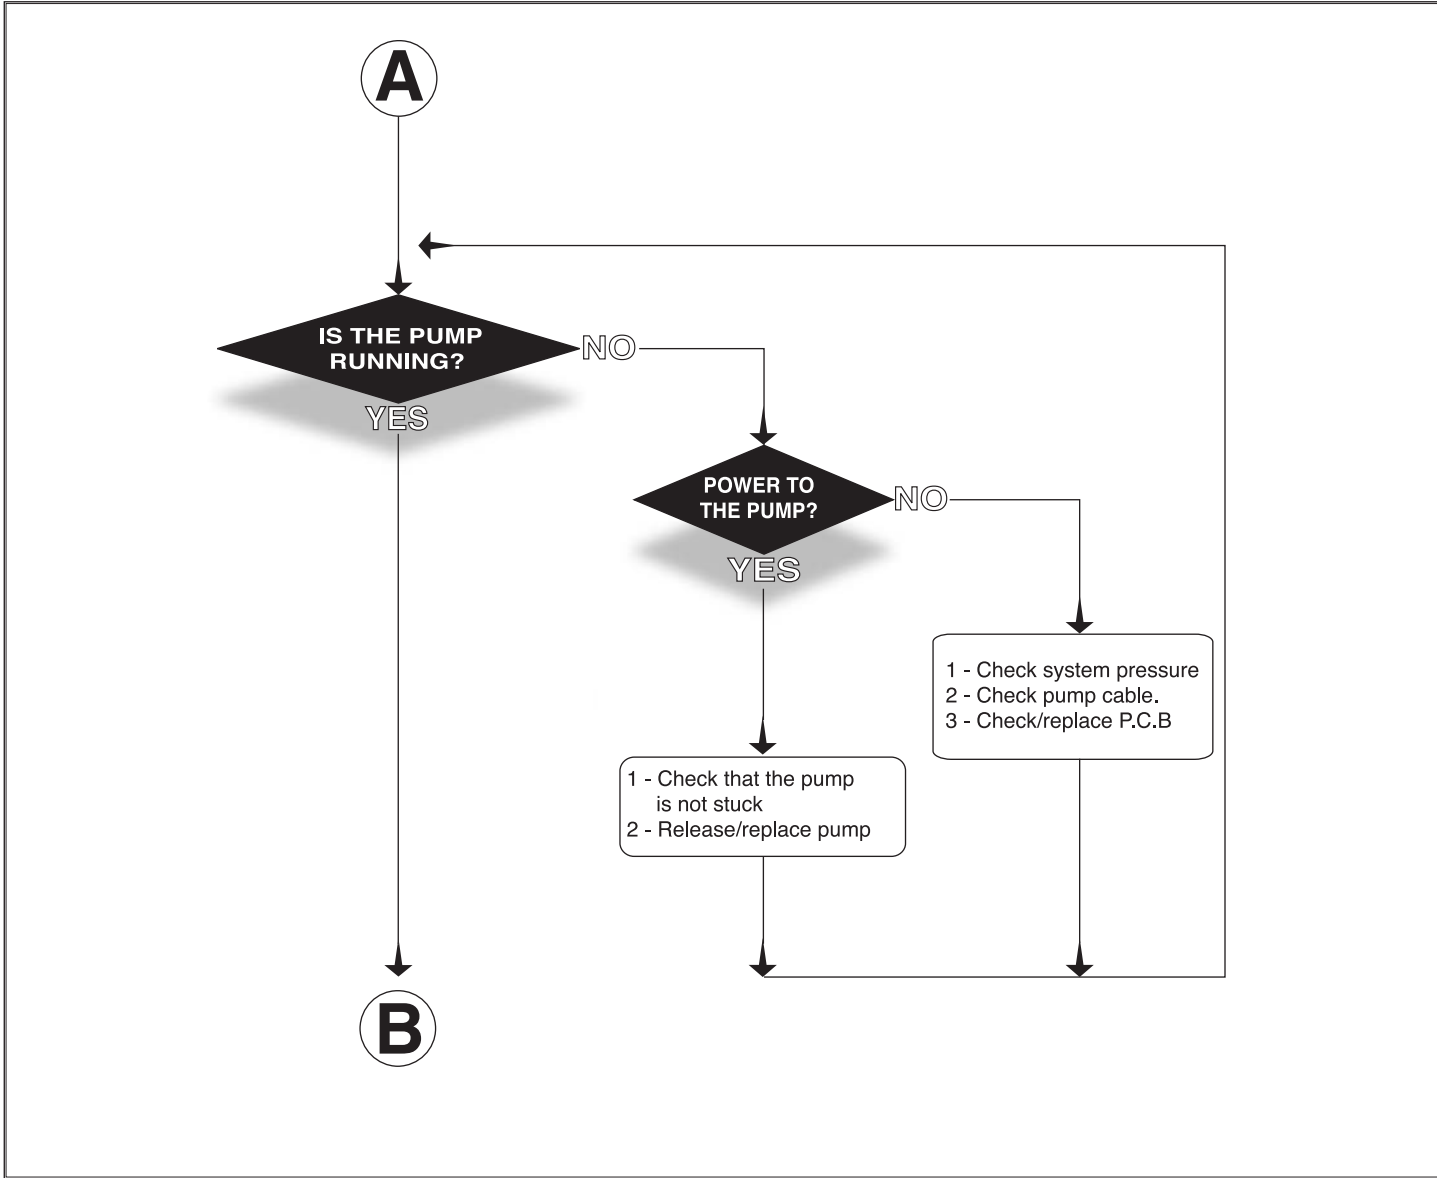 A
IS THE PUMP
RUNNING?
NO
YES
POWER TO
THE PUMP?
NO
YES
1 - Check system pressure
2 - Check pump cable.
3 - Check/replace P.C.B
1 - Check that the pump
is not stuck
2 - Release/replace pump
B